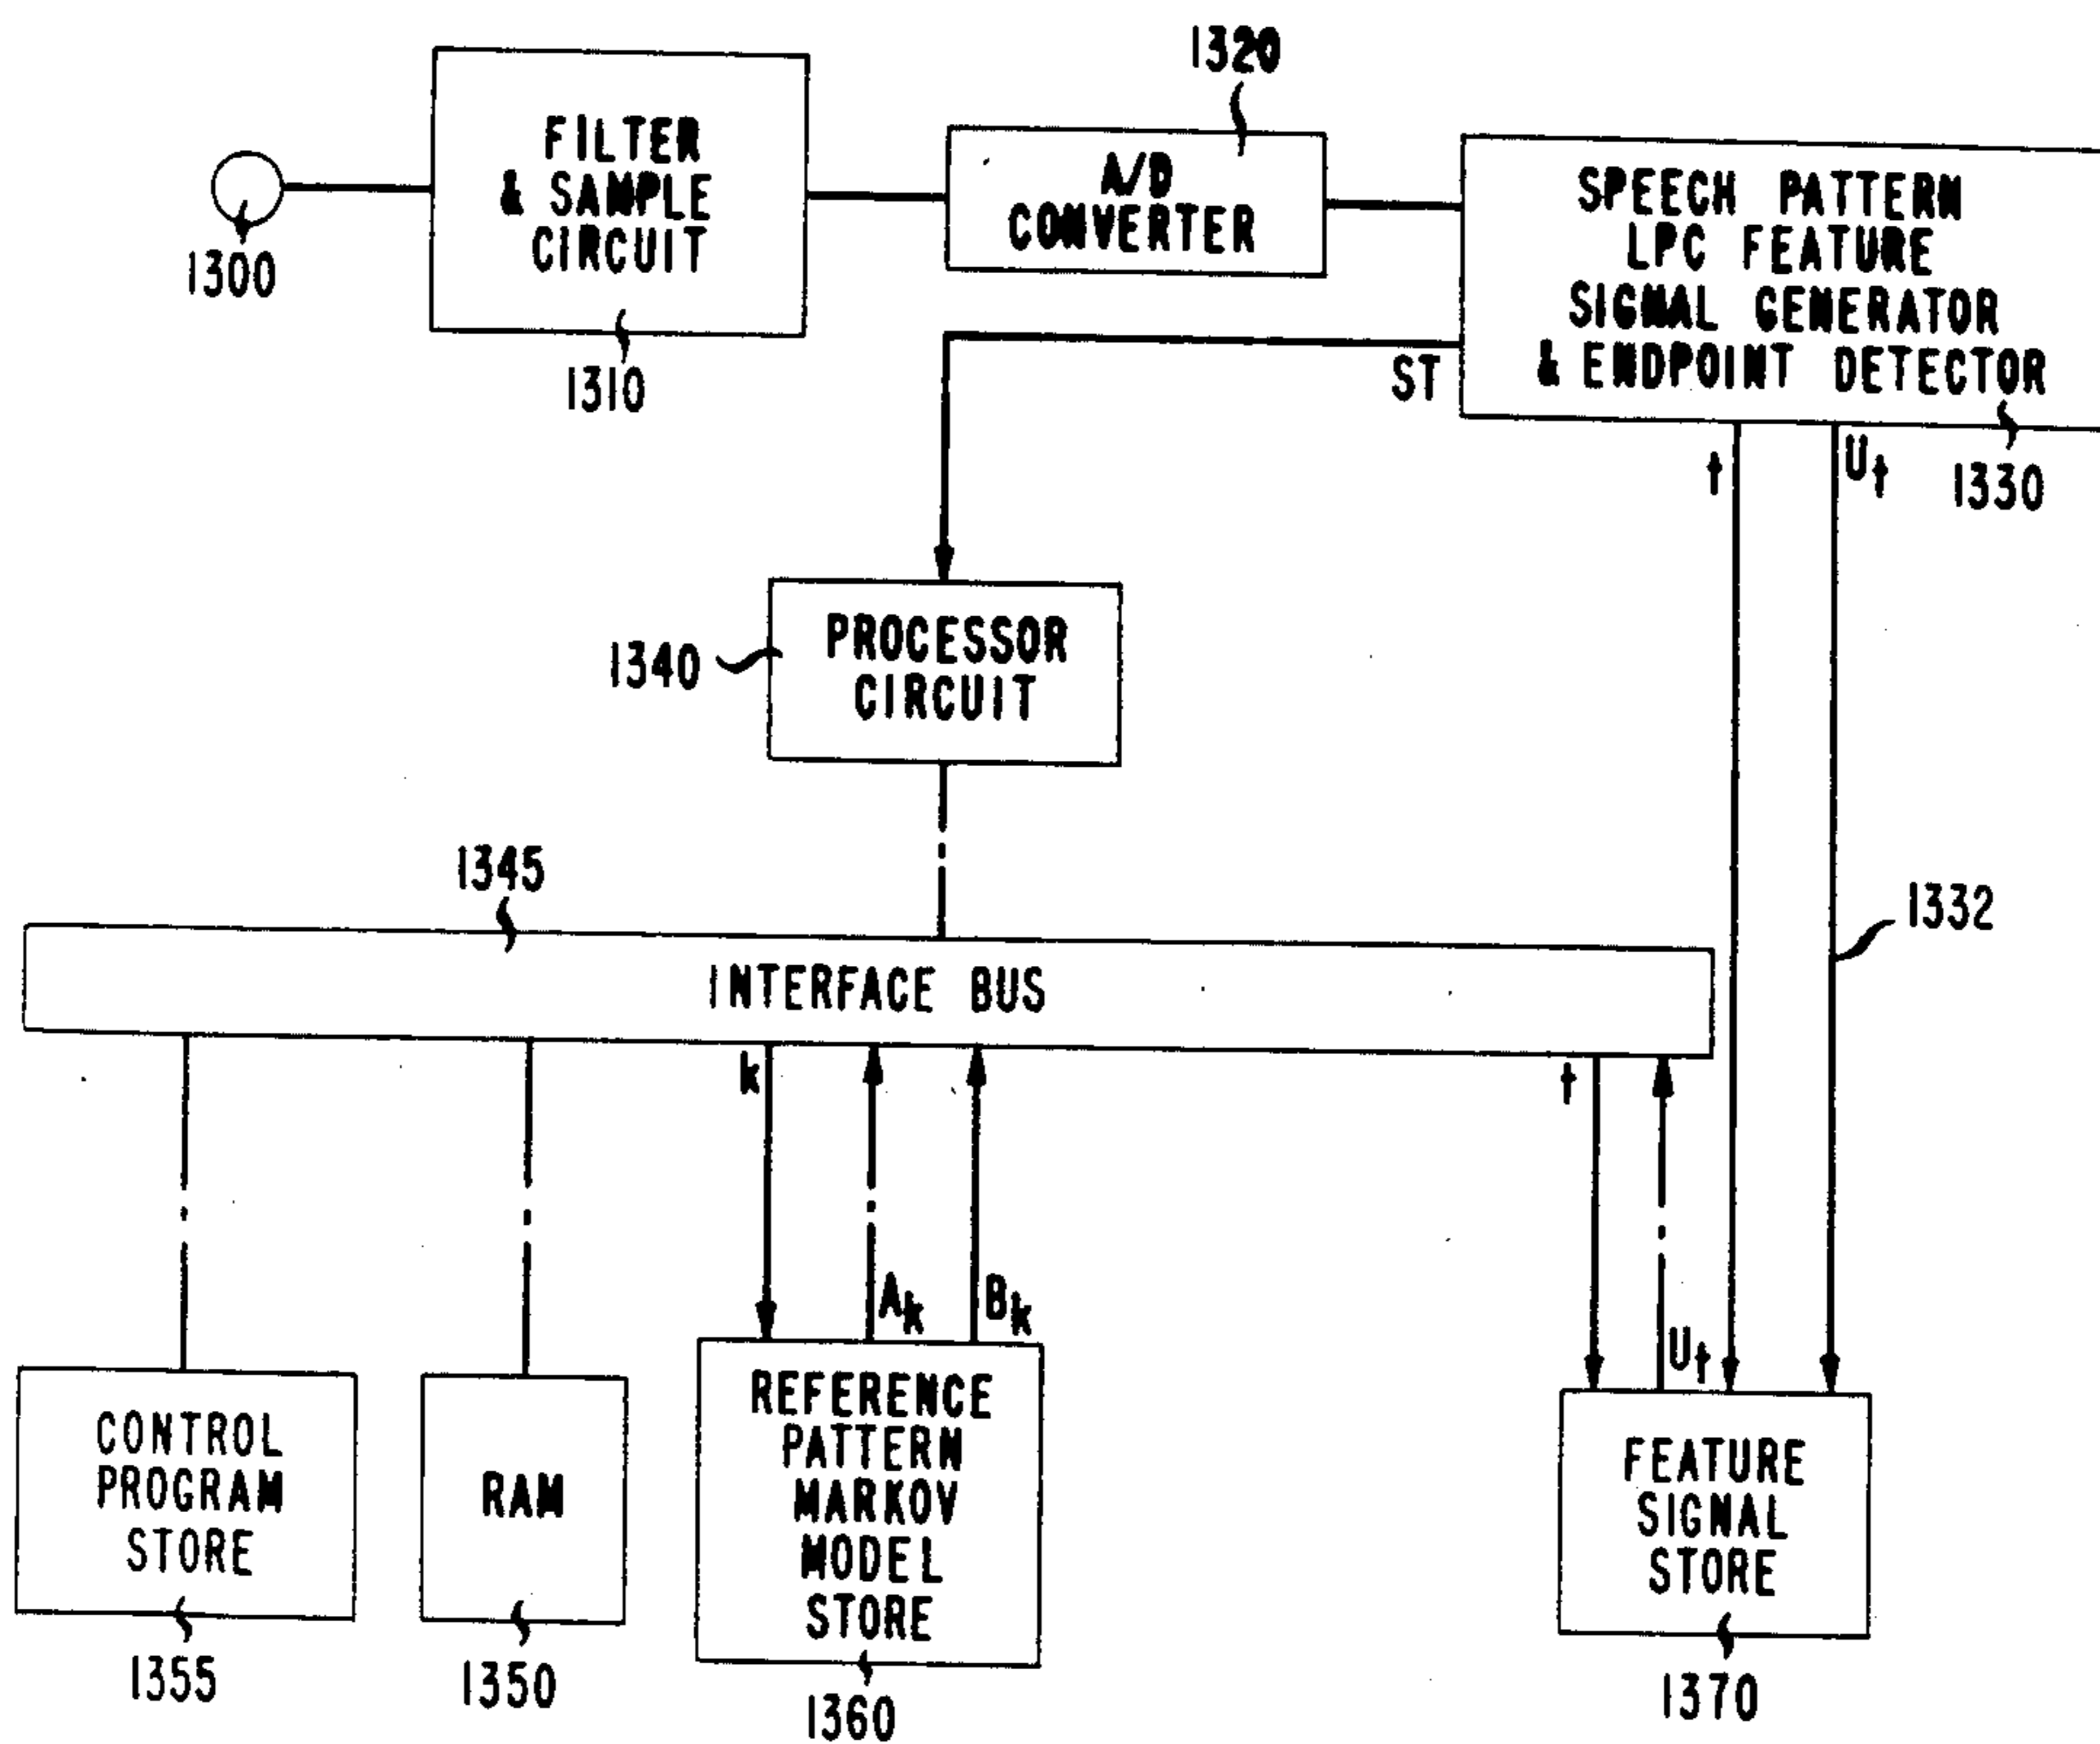 1320
FILTER
& SAMPLE
CIRCUIT
A/D
CONVERTER
SPEECH PATTERN
LPC FEATURE
SIGNAL GENERATOR
& ENDPOINT DETECTOR
1300
1310
ST
t
Ut
1330
PROCESSOR
CIRCUIT
1340
1345
1332
INTERFACE BUS
k
t
Ak
Bk
Ut
CONTROL
PROGRAM
STORE
RAM
REFERENCE
PATTERN
MARKOV
MODEL
STORE
FEATURE
SIGNAL
STORE
1355
1350
1360
1370